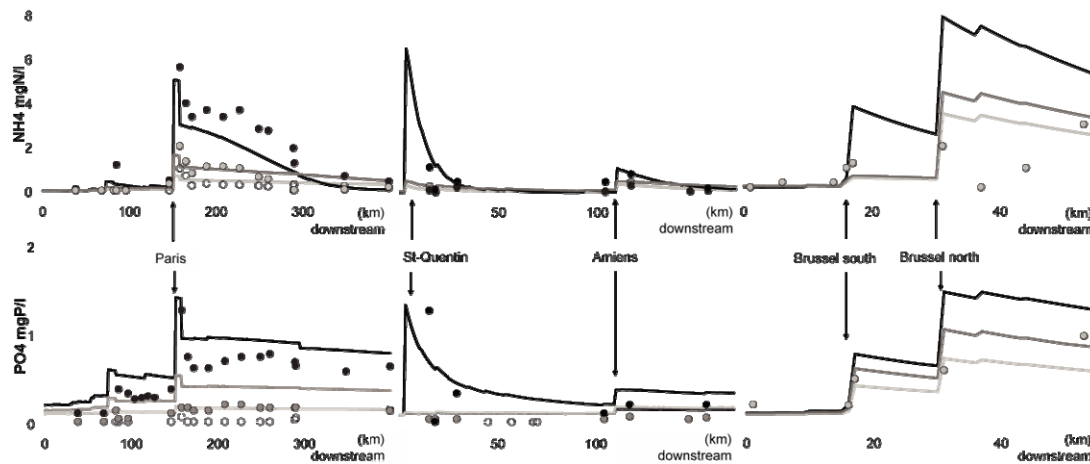 8
6
4
2
0
NH4 mgN/l
0 100 200 300 (km) downstream
50 100 (km) downstream
0 20 40 (km) downstream
Paris St-Quentin Amiens Brussel south Brussel north
2
1
0
PO4 mgP/l
0 100 200 300 (km) downstream
50 100 (km) downstream
0 20 40 (km) downstream